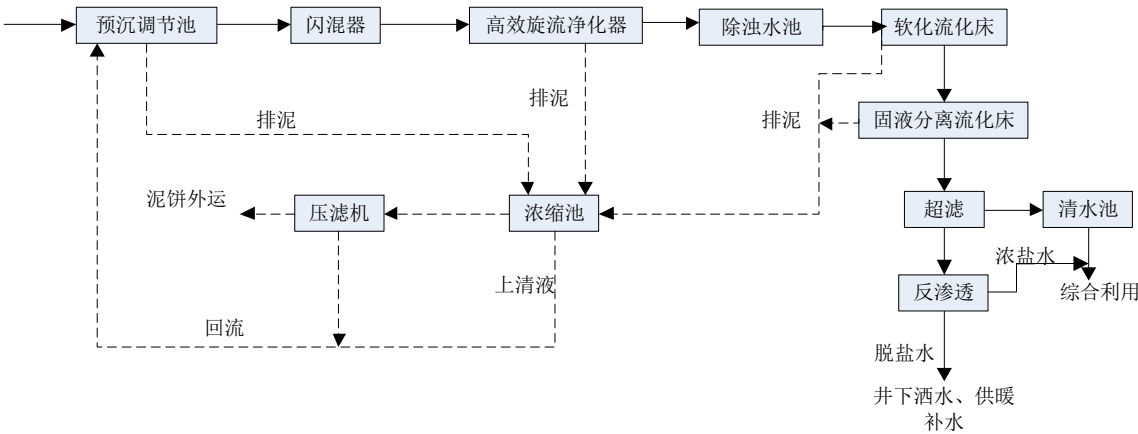 预沉调节池
闪混器
高效旋流净化器
除浊水池
软化流化床
排泥
排泥
排泥
固液分离流化床
泥饼外运
压滤机
浓缩池
超滤
清水池
上清液
浓盐水
反渗透
综合利用
回流
脱盐水
井下洒水、供暖
补水